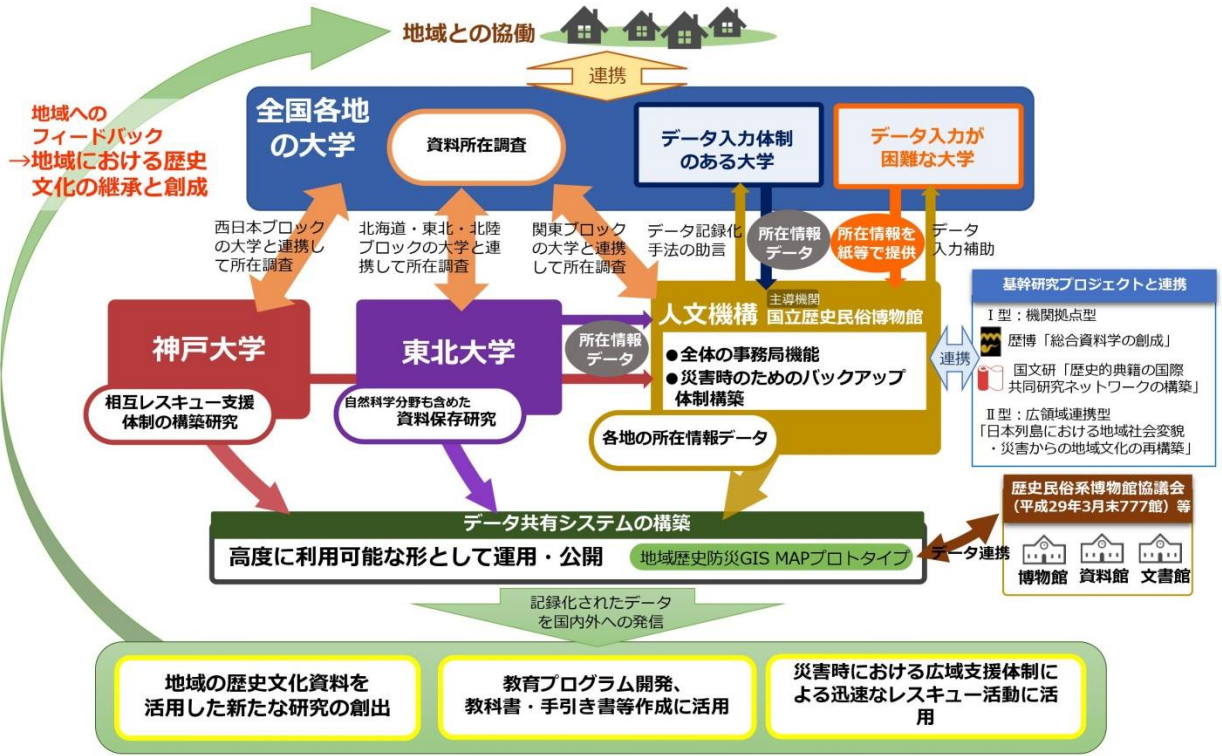 地域との協働
連携
地域への
フィードバック
→地域における歴史
文化の継承と創成
全国各地
の大学
資料所在調査
データ入力体制
のある大学
データ入力が
困難な大学
西日本ブロック
の大学と連携し
て所在調査
北海道・東北・北陸
ブロックの大学と連
携して所在調査
関東ブロック
の大学と連携
して所在調査
データ記録化
手法の助言
所在情報
データ
所在情報を
紙等で提供
データ
入力補助
神戸大学
相互レスキュー支援
体制の構築研究
東北大学
自然科学分野も含めた
資料保存研究
所在情報
データ
人文機構
主導機関
国立歴史民俗博物館
●全体の事務局機能
●災害時のためのバックアップ
体制構築
各地の所在情報データ
連携
基幹研究プロジェクトと連携
Ⅰ型：機関拠点型
歴博「総合資料学の創成」
国文研「歴史的典籍の国際
共同研究ネットワークの構築」
Ⅱ型：広領域連携型
「日本列島における地域社会変貌
・災害からの地域文化の再構築」
データ共有システムの構築
高度に利用可能な形として運用・公開
地域歴史防災GIS MAPプロトタイプ
データ連携
歴史民俗系博物館協議会
（平成29年3月末777館）等
博物館
資料館
文書館
記録化されたデータ
を国内外への発信
地域の歴史文化資料を
活用した新たな研究の創出
教育プログラム開発、
教科書・手引き書等作成に活用
災害時における広域支援体制に
よる迅速なレスキュー活動に活
用